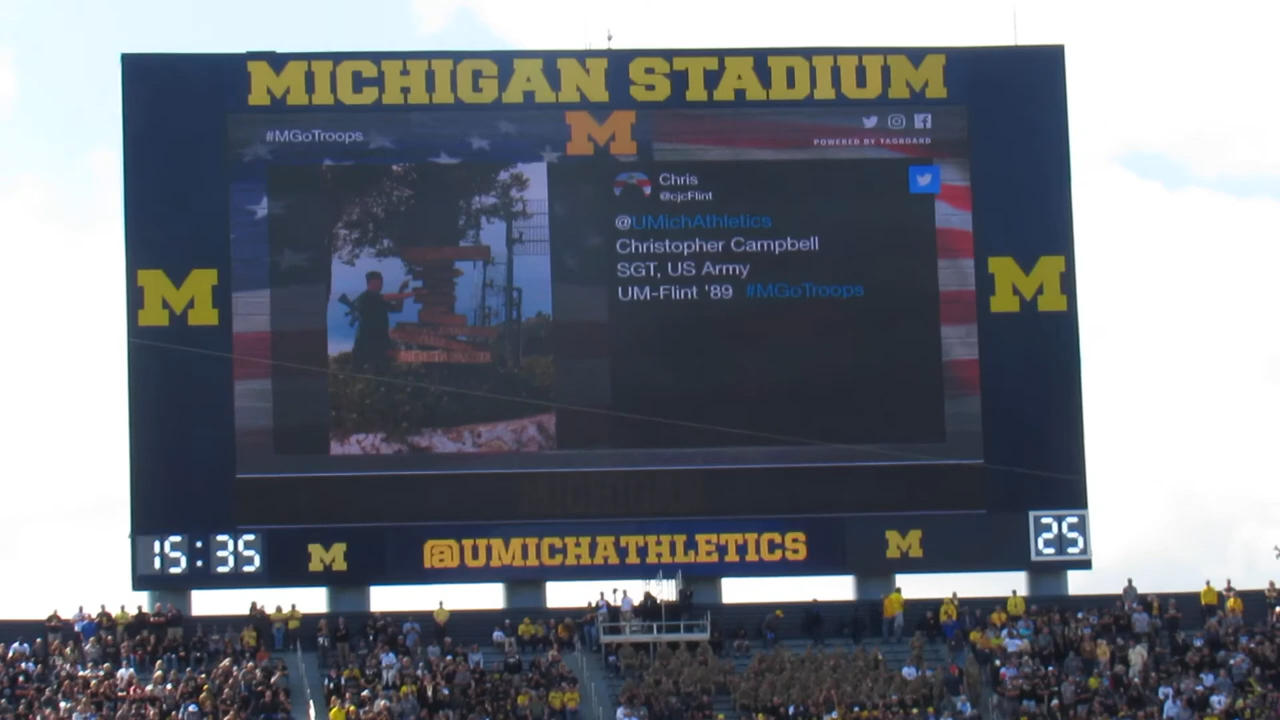 MICHIGAN STADIUM
#MGoTroops
M
POWERED BY TAGBOARD
Chris
@cjcFlint
@UMichAthletics
Christopher Campbell
SGT, US Army
UM-Flint '89 #MGoTroops
M
M
15:35
M
@UMICHATHLETICS
M
25